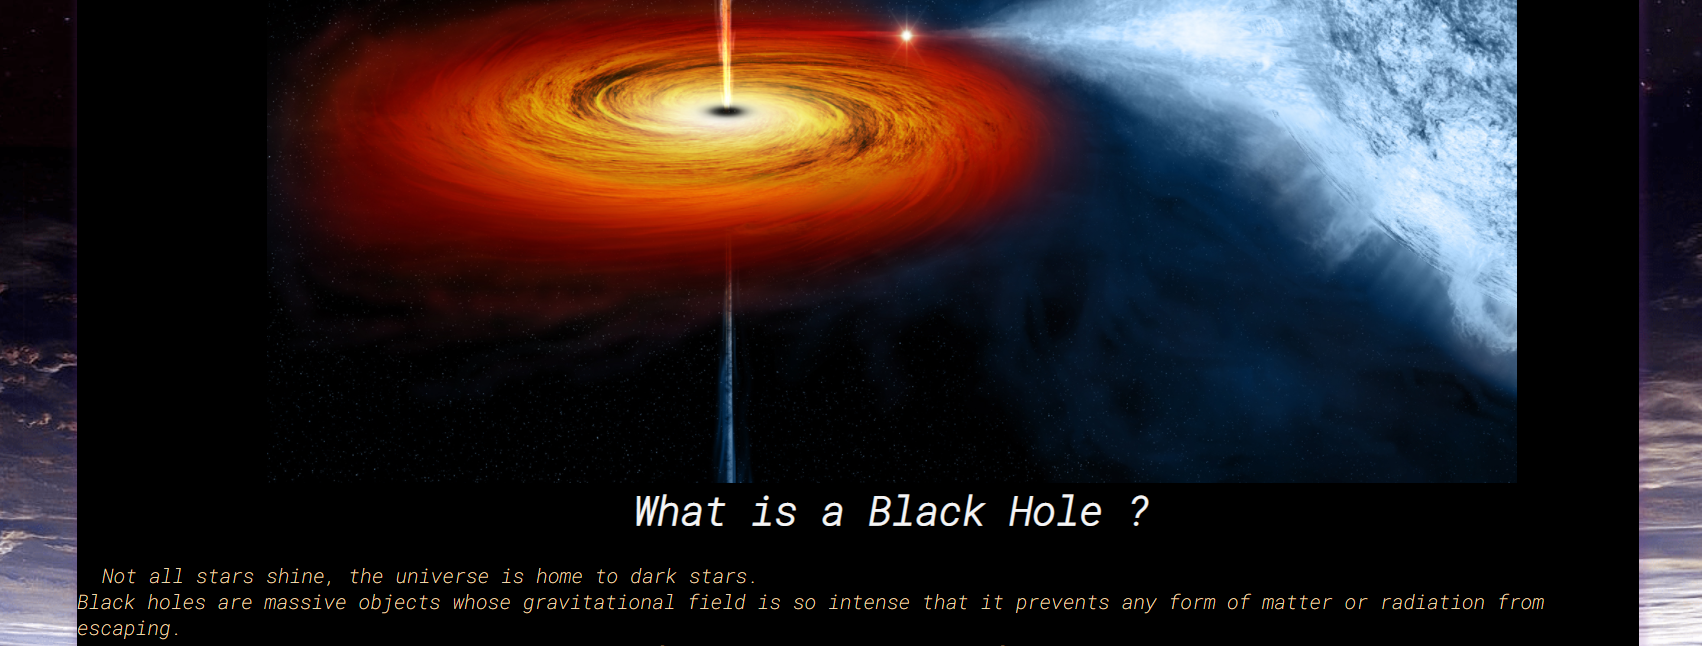 What is a Black Hole ?
Not all stars shine, the universe is home to dark stars.
Black holes are massive objects whose gravitational field is so intense that it prevents any form of matter or radiation from
escaping.